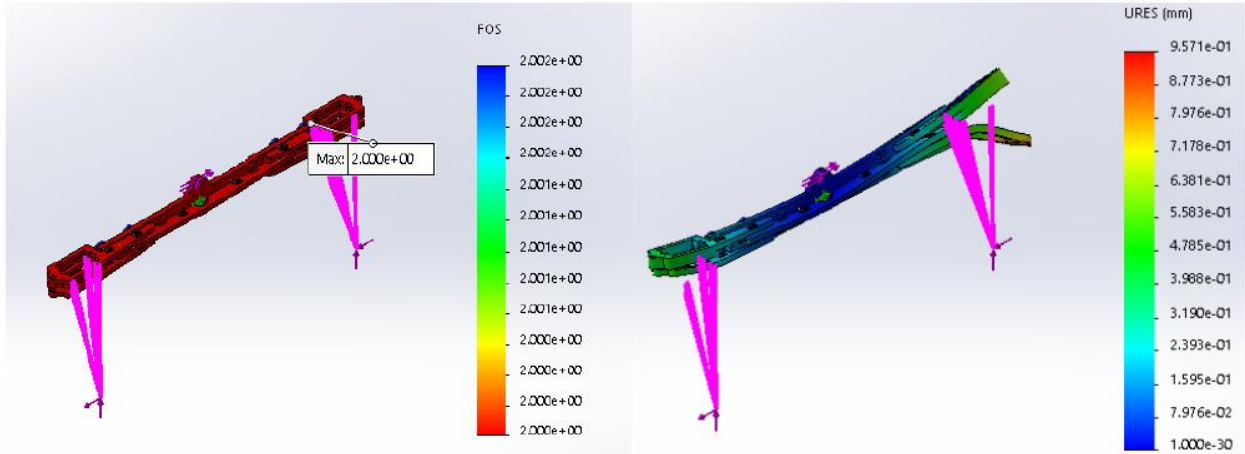 FOS
2.002e+00
2.002e+00
2.002e+00
2.002e+00
2.001e+00
2.001e+00
2.001e+00
2.001e+00
2.001e+00
2.000e+00
2.000e+00
2.000e+00
2.000e+00
Max: 2.000e+00
URES (mm)
9.571e-01
8.773e-01
7.976e-01
7.178e-01
6.381e-01
5.583e-01
4.785e-01
3.988e-01
3.190e-01
2.393e-01
1.595e-01
7.976e-02
1.000e-30